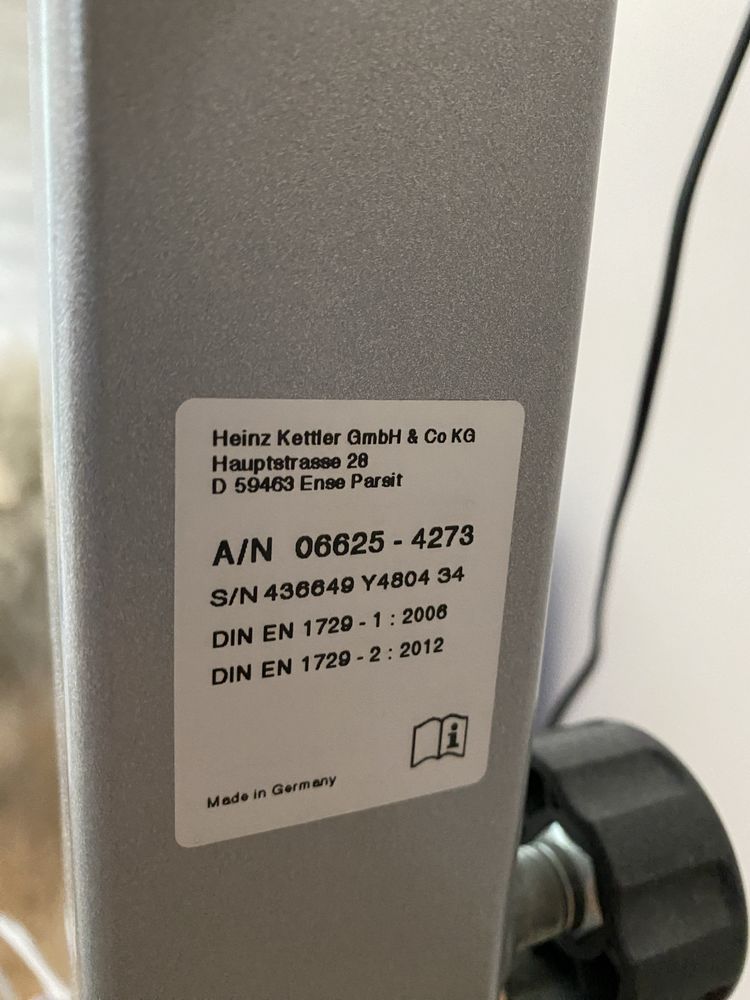 Heinz Kettler GmbH & Co KG
Hauptstrasse 28
D 59463 Ense Parsit
A/N 06625 - 4273
S/N 436649 Y4804 34
DIN EN 1729 - 1 : 2006
DIN EN 1729 - 2 : 2012
i
Made in Germany